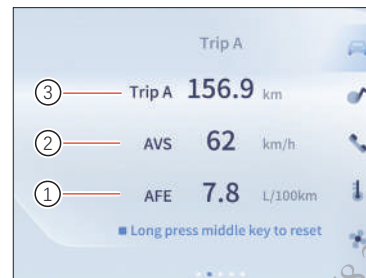 Trip A
3 Trip A 156.9 km
2 AVS 62 km/h
1 AFE 7.8 L/100km
Long press middle key to reset